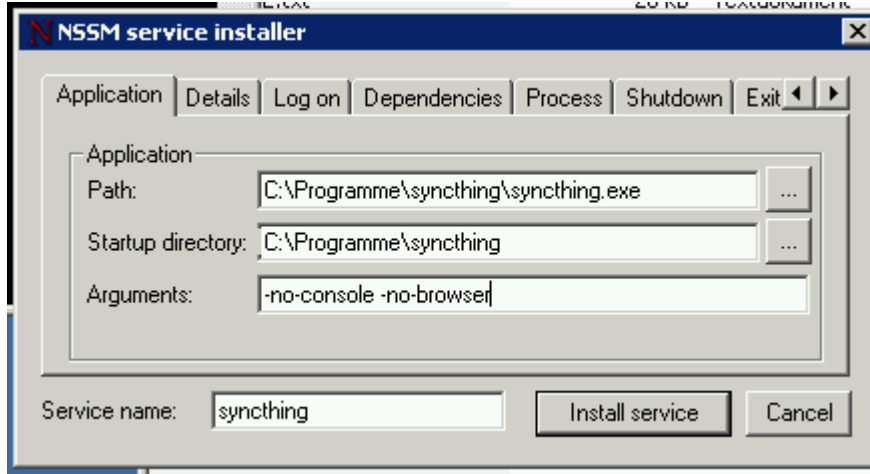 NSSM service installer
Application Details Log on Dependencies Process Shutdown Exit
Application
Path: C:\Programme\syncthing\syncthing.exe ...
Startup directory: C:\Programme\syncthing ...
Arguments: -no-console -no-browser
Service name: syncthing Install service Cancel